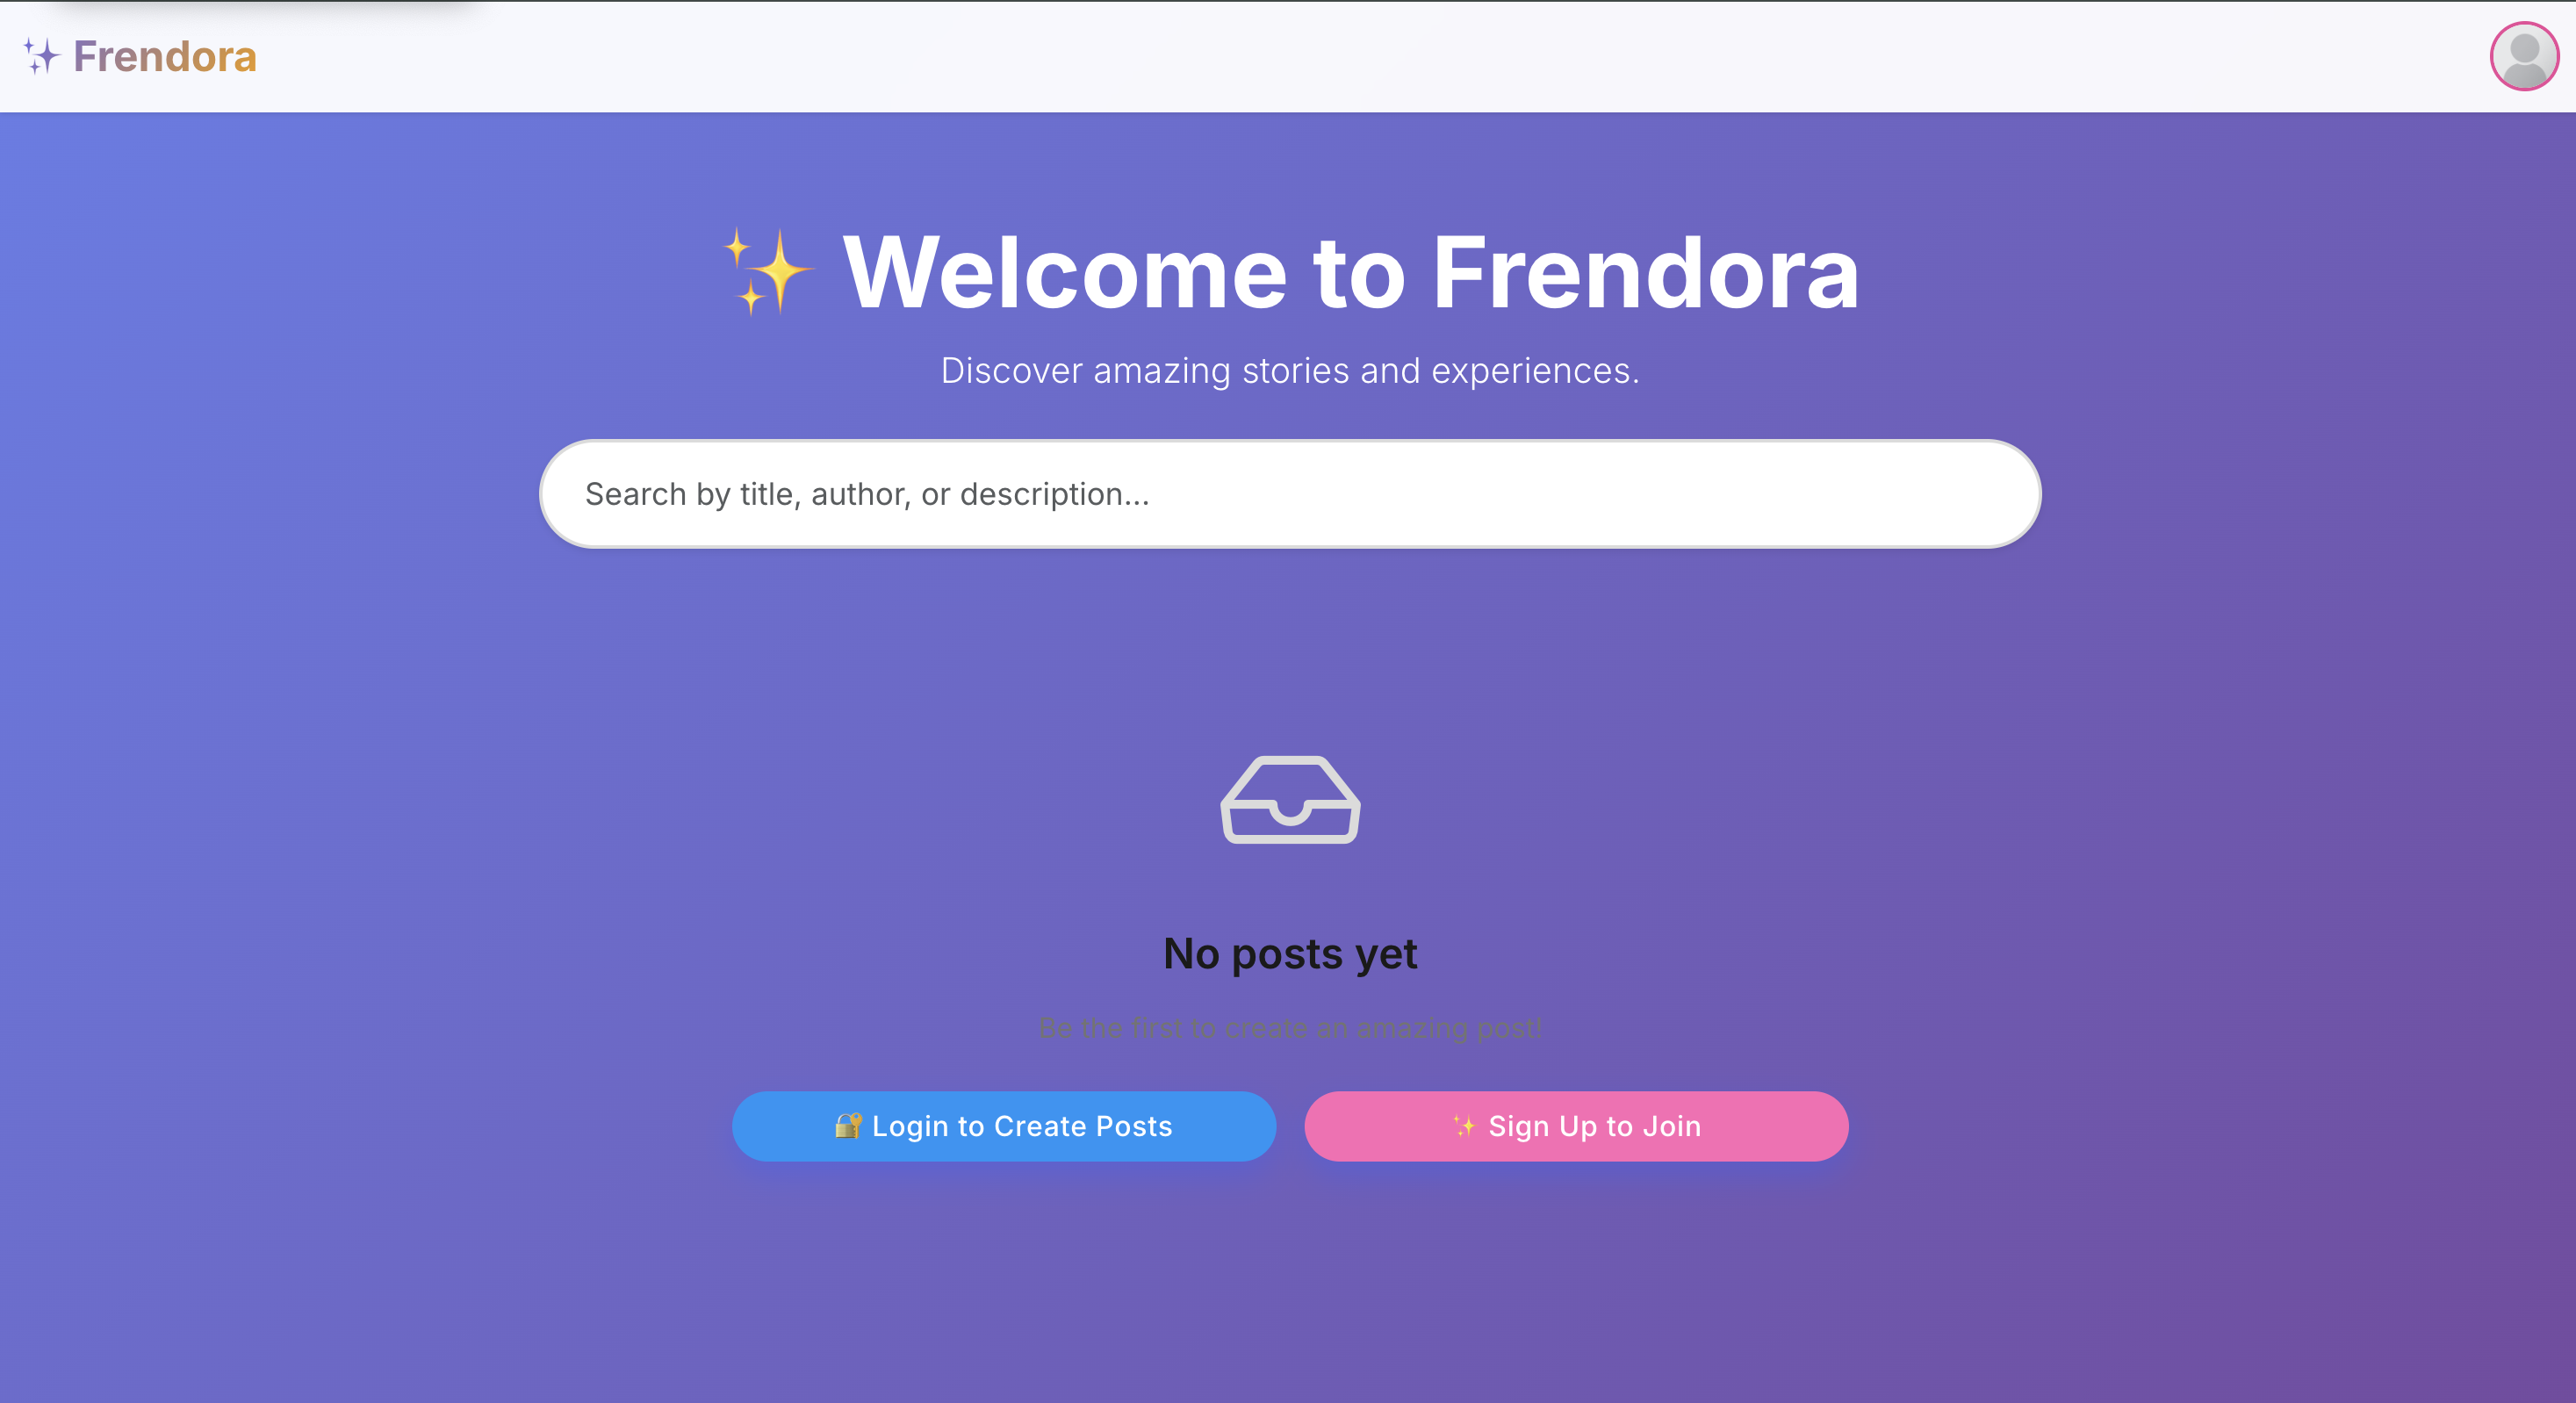 ✨ Frendora
✨ Welcome to Frendora
Discover amazing stories and experiences.
Search by title, author, or description...
No posts yet
Be the first to create an amazing post!
🔐 Login to Create Posts
✨ Sign Up to Join